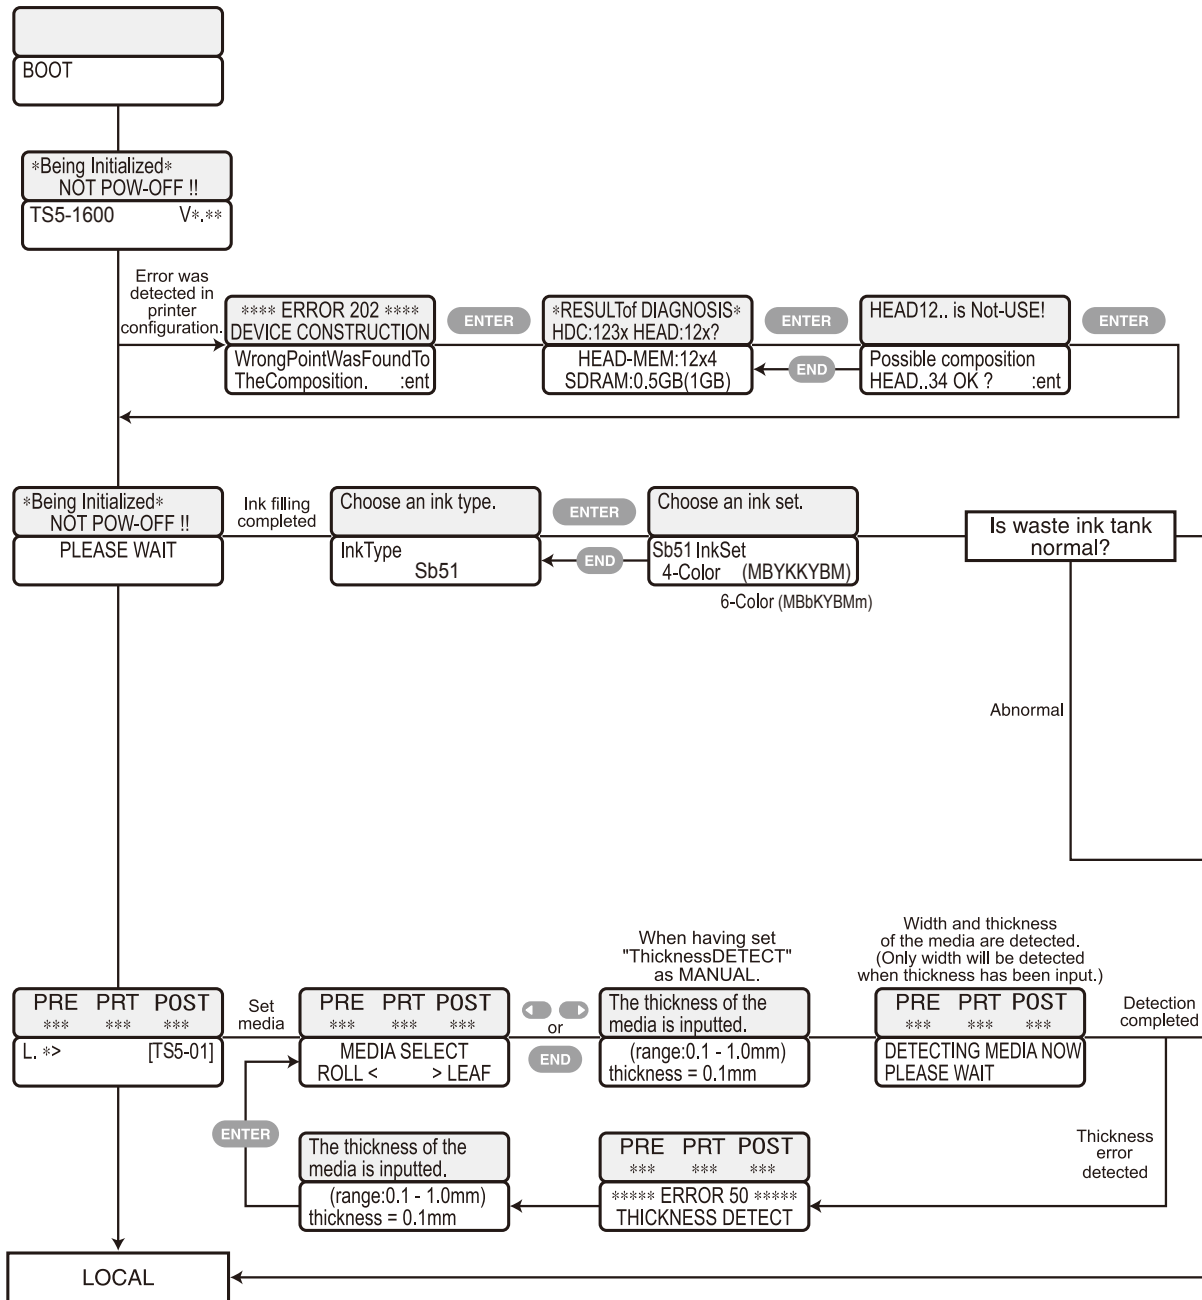 BOOT
*Being Initialized*
NOT POW-OFF !!
TS5-1600 V*.**
Error was
detected in
printer
configuration.
**** ERROR 202 ****
DEVICE CONSTRUCTION
WrongPointWasFoundTo
TheComposition. :ent
ENTER
*RESULTof DIAGNOSIS*
HDC:123x HEAD:12x?
HEAD-MEM:12x4
SDRAM:0.5GB(1GB)
ENTER
END
HEAD12.. is Not-USE!
Possible composition
HEAD..34 OK ? :ent
ENTER
*Being Initialized*
NOT POW-OFF !!
PLEASE WAIT
Ink filling
completed
Choose an ink type.
InkType
Sb51
ENTER
END
Choose an ink set.
Sb51 InkSet
4-Color (MBYKKYBM)
6-Color (MBbKYBMm)
Is waste ink tank
normal?
Abnormal
PRE PRT POST
*** *** ***
L. *> [TS5-01]
Set
media
PRE PRT POST
*** *** ***
MEDIA SELECT
ROLL < > LEAF
or
END
When having set
"ThicknessDETECT"
as MANUAL.
The thickness of the
media is inputted.
(range:0.1 - 1.0mm)
thickness = 0.1mm
Width and thickness
of the media are detected.
(Only width will be detected
when thickness has been input.)
PRE PRT POST
*** *** ***
DETECTING MEDIA NOW
PLEASE WAIT
Detection
completed
Thickness
error
detected
PRE PRT POST
*** *** ***
***** ERROR 50 *****
THICKNESS DETECT
The thickness of the
media is inputted.
(range:0.1 - 1.0mm)
thickness = 0.1mm
ENTER
LOCAL